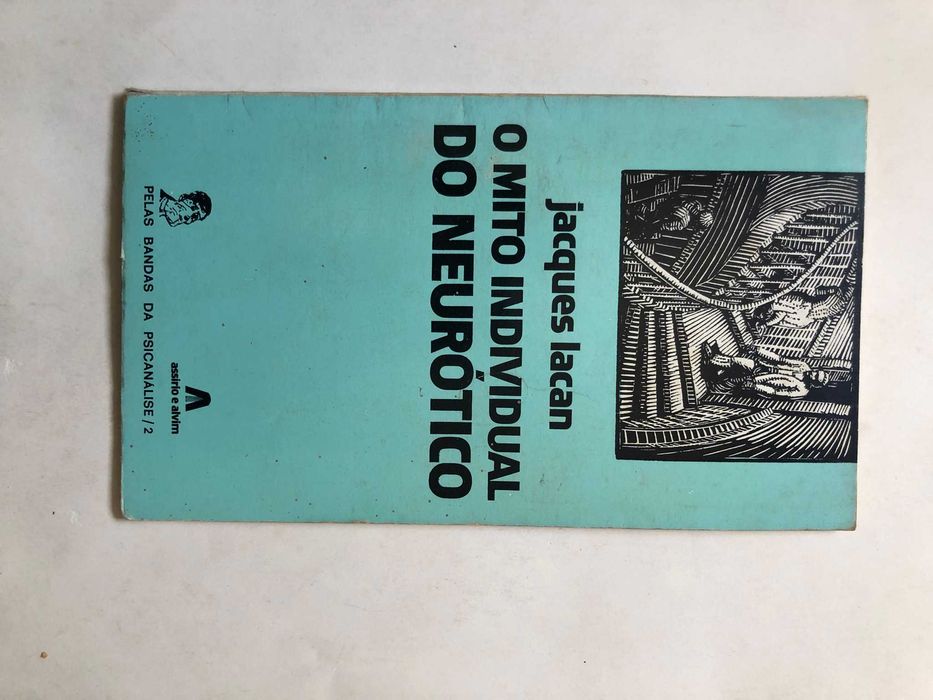 jacques lacan
O MITO INDIVIDUAL
DO NEURÓTICO
assírio e alvim
PELAS BANDAS DA PSICANÁLISE/2